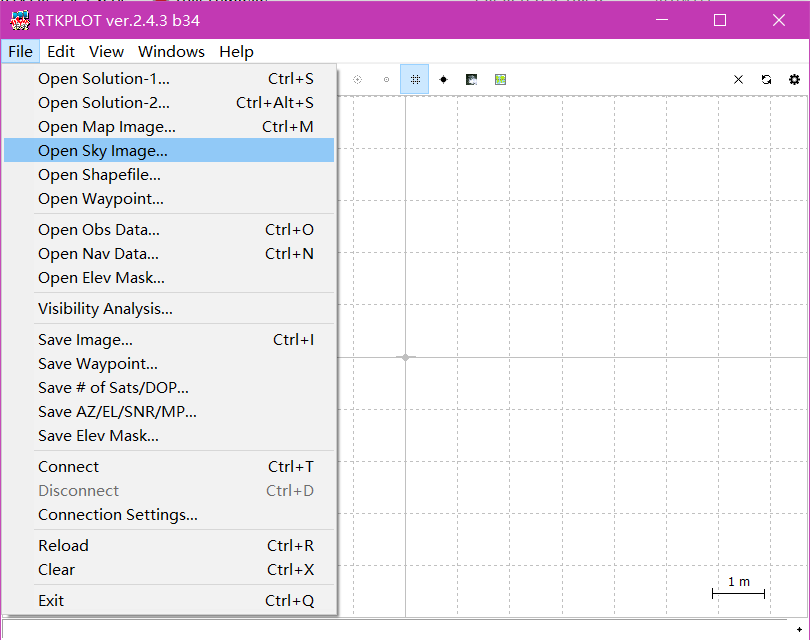 RTKPLOT ver.2.4.3 b34
File Edit View Windows Help
Open Solution-1... Ctrl+S
Open Solution-2... Ctrl+Alt+S
Open Map Image... Ctrl+M
Open Sky Image...
Open Shapefile...
Open Waypoint...
Open Obs Data... Ctrl+O
Open Nav Data... Ctrl+N
Open Elev Mask...
Visibility Analysis...
Save Image... Ctrl+I
Save Waypoint...
Save # of Sats/DOP...
Save AZ/EL/SNR/MP...
Save Elev Mask...
Connect Ctrl+T
Disconnect Ctrl+D
Connection Settings...
Reload Ctrl+R
Clear Ctrl+X
Exit Ctrl+Q
1 m